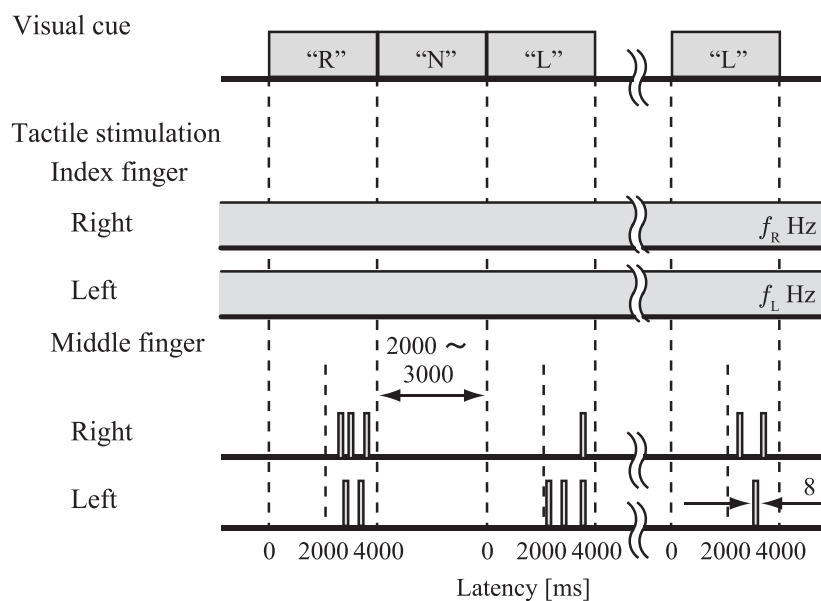 Visual cue
“R” “N” “L” “L”
Tactile stimulation
Index finger
Right
f_R Hz
Left
f_L Hz
Middle finger
2000 ～
3000
Right
Left
8
0 2000 4000 0 2000 4000 0 2000 4000
Latency [ms]